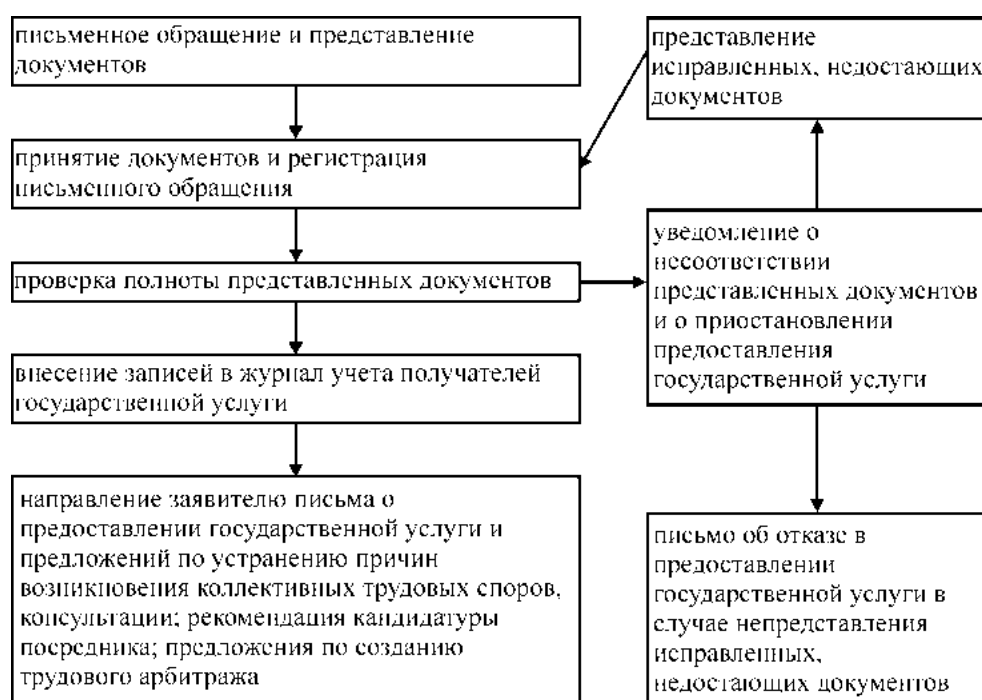 письменное обращение и представление
документов
принятие документов и регистрация
письменного обращения
проверка полноты представленных документов
внесение записей в журнал учета получателей
государственной услуги
направление заявителю письма о
предоставлении государственной услуги и
предложений по устранению причин
возникновения коллективных трудовых споров,
консультации; рекомендация кандидатуры
посредника; предложения по созданию
трудового арбитража
представление
исправленных, недостающих
документов
уведомление о
несоответствии
представленных документов
и о приостановлении
предоставления
государственной услуги
письмо об отказе в
предоставлении
государственной услуги в
случае непредставления
исправленных,
недостающих документов